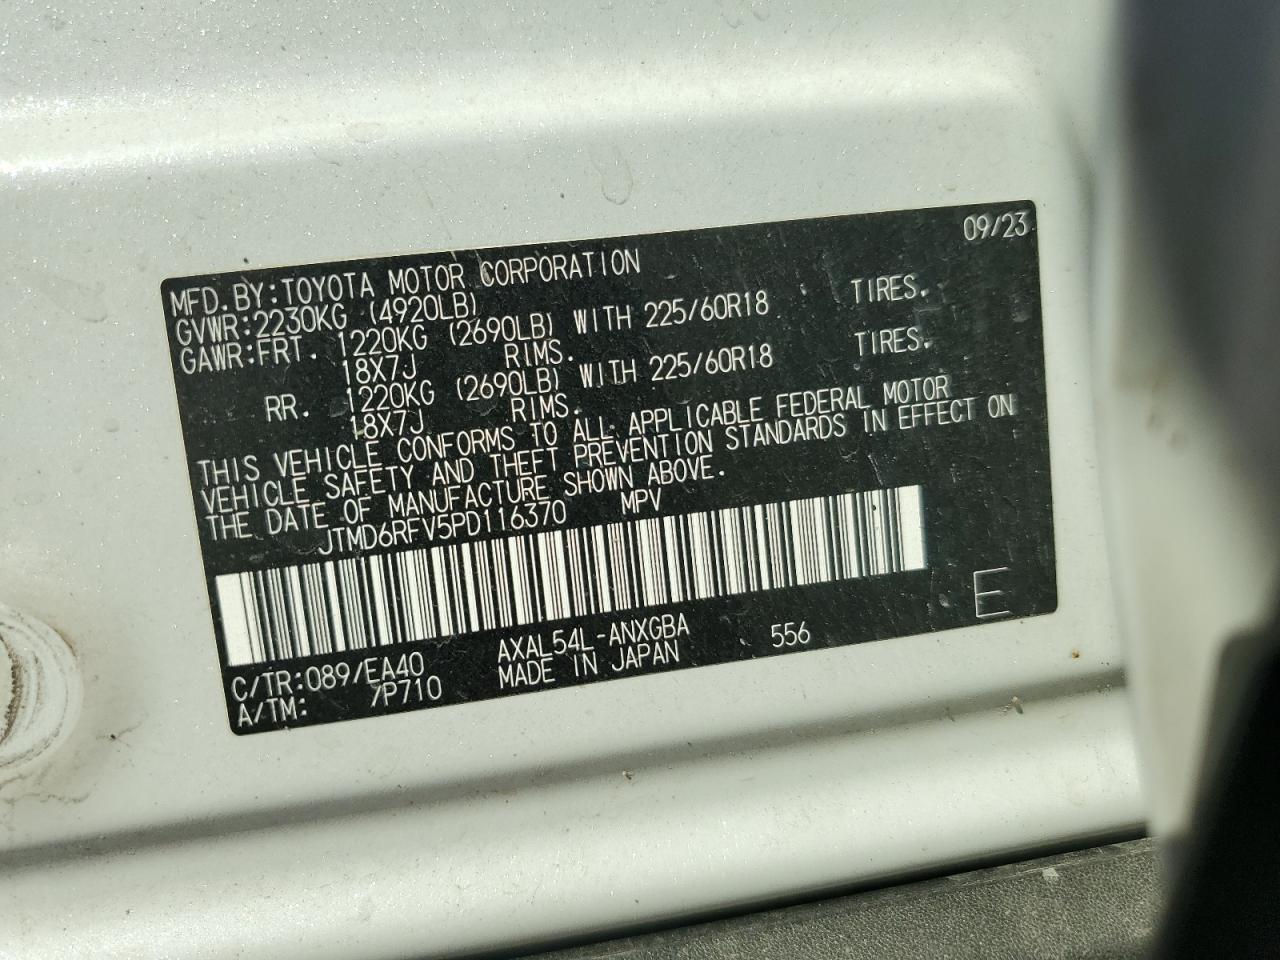 09/23
MFD.BY:TOYOTA MOTOR CORPORATION
GVWR:2230KG (4920LB)
GAWR:FRT. 1220KG (2690LB) WITH 225/60R18 TIRES.
18X7J RIMS.
RR. 1220KG (2690LB) WITH 225/60R18 TIRES.
18X7J RIMS.
THIS VEHICLE CONFORMS TO ALL APPLICABLE FEDERAL MOTOR
VEHICLE SAFETY AND THEFT PREVENTION STANDARDS IN EFFECT ON
THE DATE OF MANUFACTURE SHOWN ABOVE.
JTMD6RFV5PD116370 MPV
C/TR:089/EA40 AXAL54L-ANXGBA 556 E
A/TM: /P710 MADE IN JAPAN